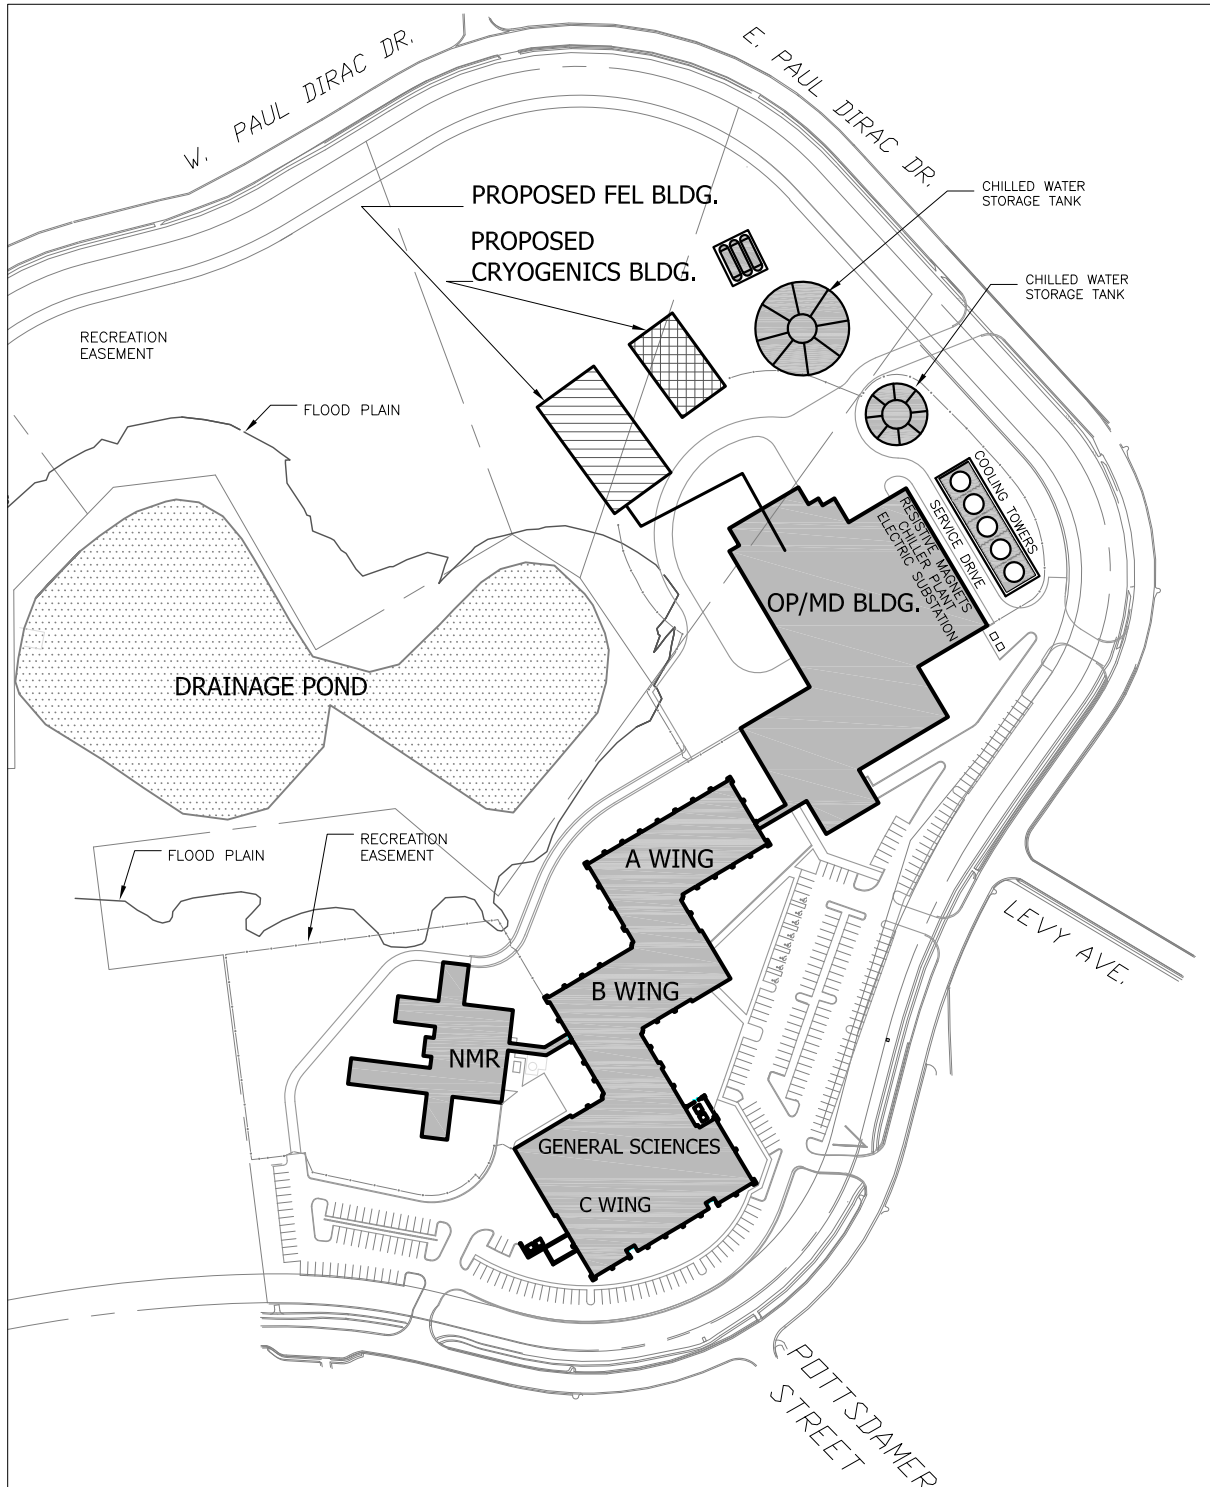 W. PAUL DIRAC DR.
E. PAUL DIRAC DR.
CHILLED WATER
STORAGE TANK
PROPOSED FEL BLDG.
PROPOSED
CRYOGENICS BLDG.
CHILLED WATER
STORAGE TANK
RECREATION
EASEMENT
FLOOD PLAIN
COOLING TOWERS
SERVICE DRIVE
RESISTIVE MAGNETS
CHILLER PLANT
ELECTRIC SUBSTATION
OP/MD BLDG.
DRAINAGE POND
RECREATION
EASEMENT
FLOOD PLAIN
A WING
LEVY AVE.
B WING
NMR
GENERAL SCIENCES
C WING
POTTSDAMER
STREET